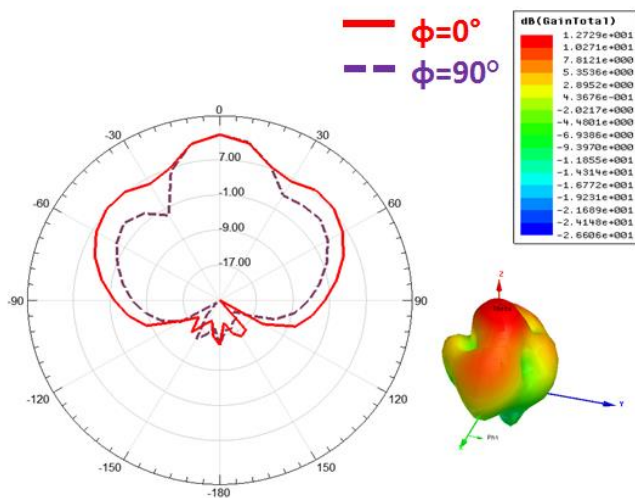 ϕ=0°
ϕ=90°
dB(GainTotal)
1.2729e+001
1.0271e+001
7.8121e+000
5.3536e+000
2.8952e+000
4.3676e-001
-2.0217e+000
-4.4801e+000
-6.9386e+000
-9.3970e+000
-1.1855e+001
-1.4314e+001
-1.6772e+001
-1.9231e+001
-2.1689e+001
-2.4148e+001
-2.6606e+001
0
-30
30
7.00
-60
-1.00
60
-9.00
-17.00
-90
90
-120
120
-150
150
-180
Z
Y
Phi